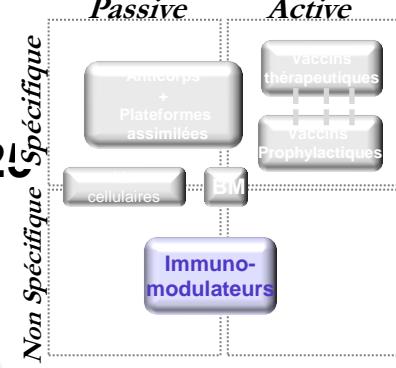 Passive Active
Spécifique
Anticorps
+
Plateformes
assimilées
Vaccins
thérapeutiques
Vaccins
Prophylactiques
cellulaires
BM
Non Spécifique
Immuno-
modulateurs